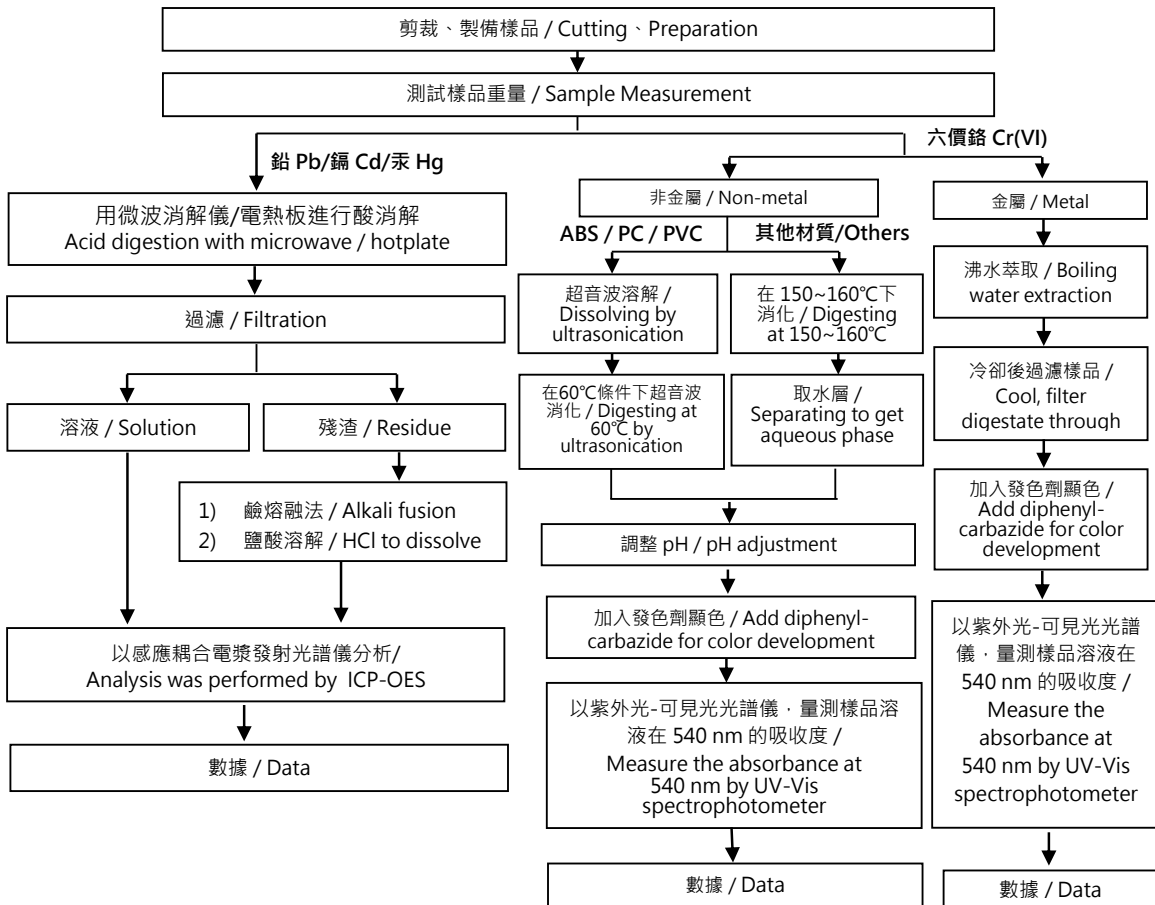 剪裁、製備樣品 / Cutting、Preparation
測試樣品重量 / Sample Measurement
鉛 Pb/鎘 Cd/汞 Hg
六價鉻 Cr(VI)
用微波消解儀/電熱板進行酸消解
Acid digestion with microwave / hotplate
過濾 / Filtration
溶液 / Solution
殘渣 / Residue
1) 鹼熔融法 / Alkali fusion
2) 鹽酸溶解 / HCl to dissolve
以感應耦合電漿發射光譜儀分析/
Analysis was performed by ICP-OES
數據 / Data
非金屬 / Non-metal
ABS / PC / PVC
其他材質/Others
超音波溶解 /
Dissolving by
ultrasonication
在60℃條件下超音波
消化 / Digesting at
60℃ by
ultrasonication
在 150~160℃下
消化 / Digesting
at 150~160℃
取水層 /
Separating to get
aqueous phase
調整 pH / pH adjustment
加入發色劑顯色 / Add diphenyl-
carbazide for color development
以紫外光-可見光光譜儀，量測樣品溶
液在 540 nm 的吸收度 /
Measure the absorbance at
540 nm by UV-Vis
spectrophotometer
數據 / Data
金屬 / Metal
沸水萃取 / Boiling
water extraction
冷卻後過濾樣品 /
Cool, filter
digestate through
加入發色劑顯色 /
Add diphenyl-
carbazide for color
development
以紫外光-可見光光譜
儀，量測樣品溶液在
540 nm 的吸收度 /
Measure the
absorbance at
540 nm by UV-Vis
spectrophotometer
數據 / Data